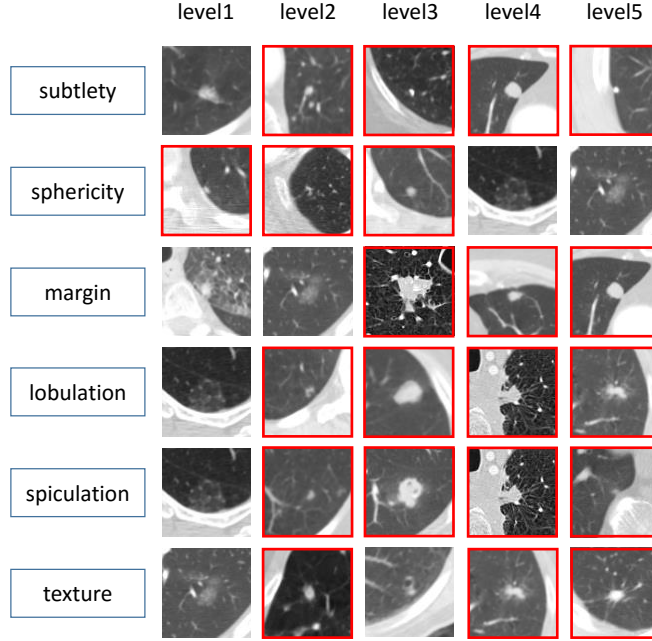 level1 level2 level3 level4 level5
subtlety
sphericity
margin
lobulation
spiculation
texture